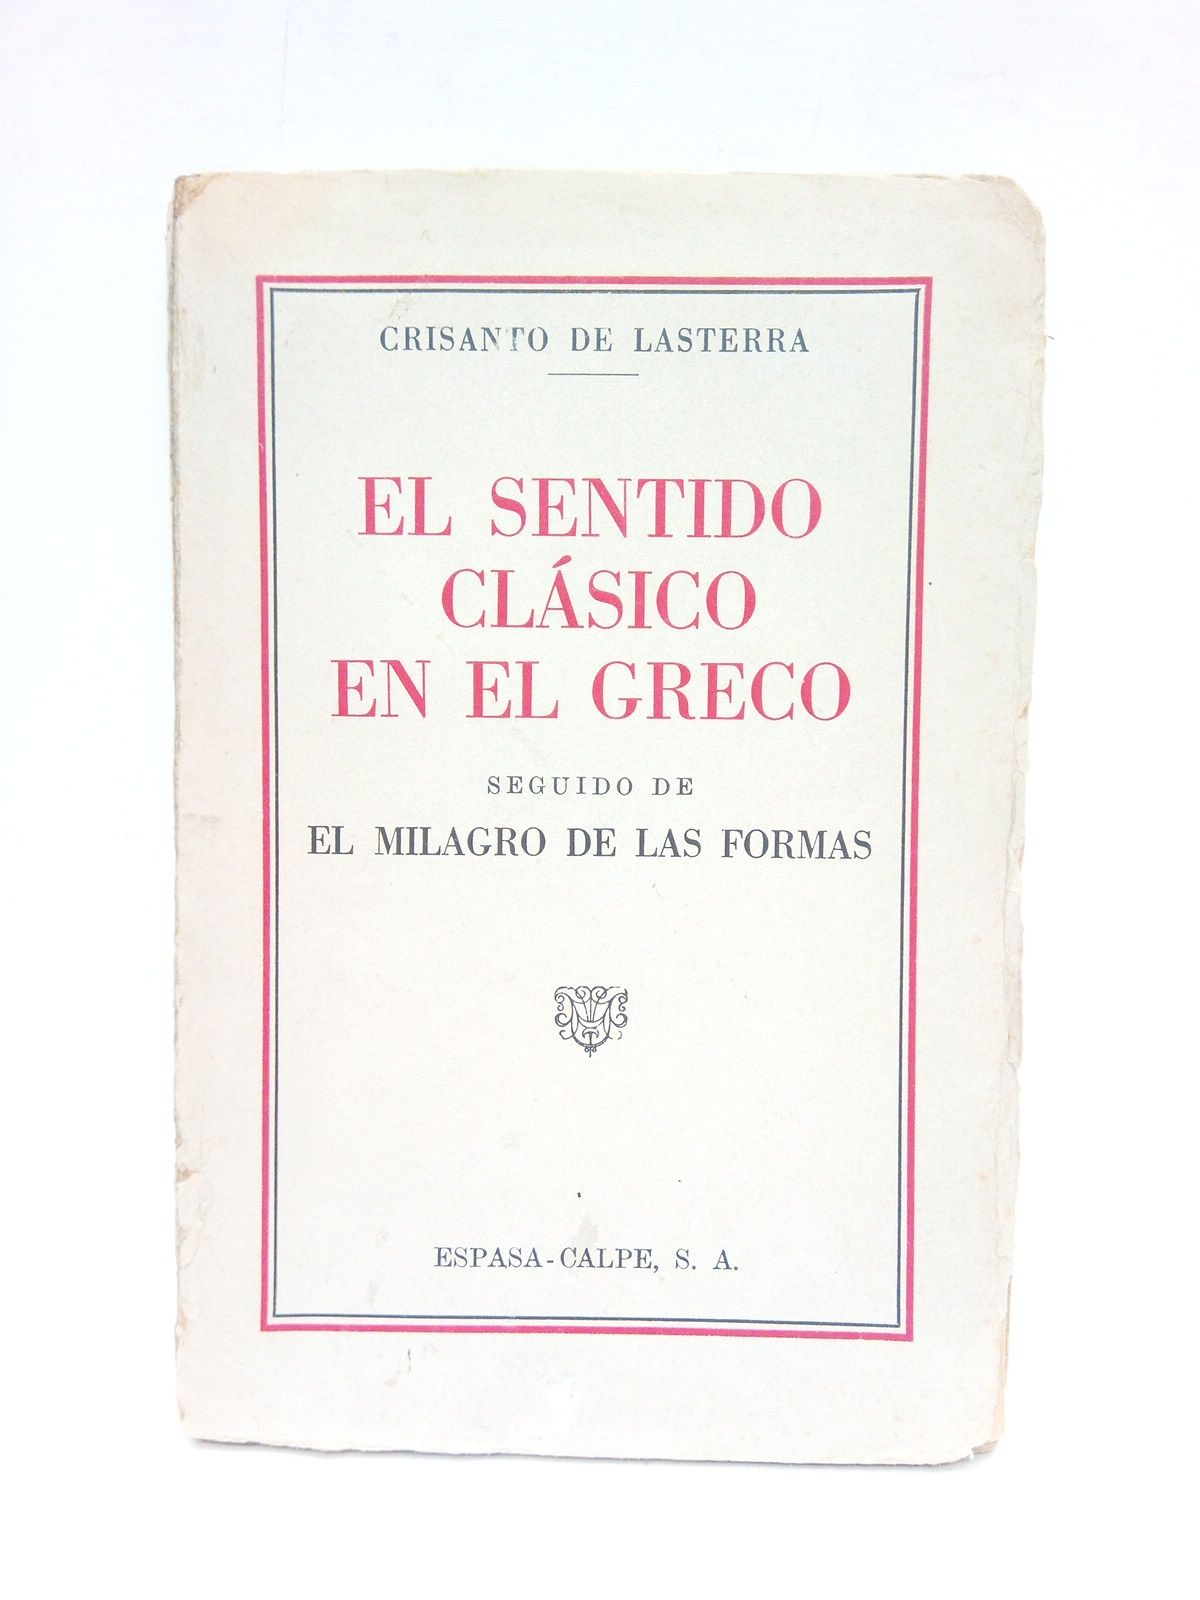 CRISANTO DE LASTERRA
EL SENTIDO
CLÁSICO
EN EL GRECO
SEGUIDO DE
EL MILAGRO DE LAS FORMAS
ESPASA-CALPE, S. A.